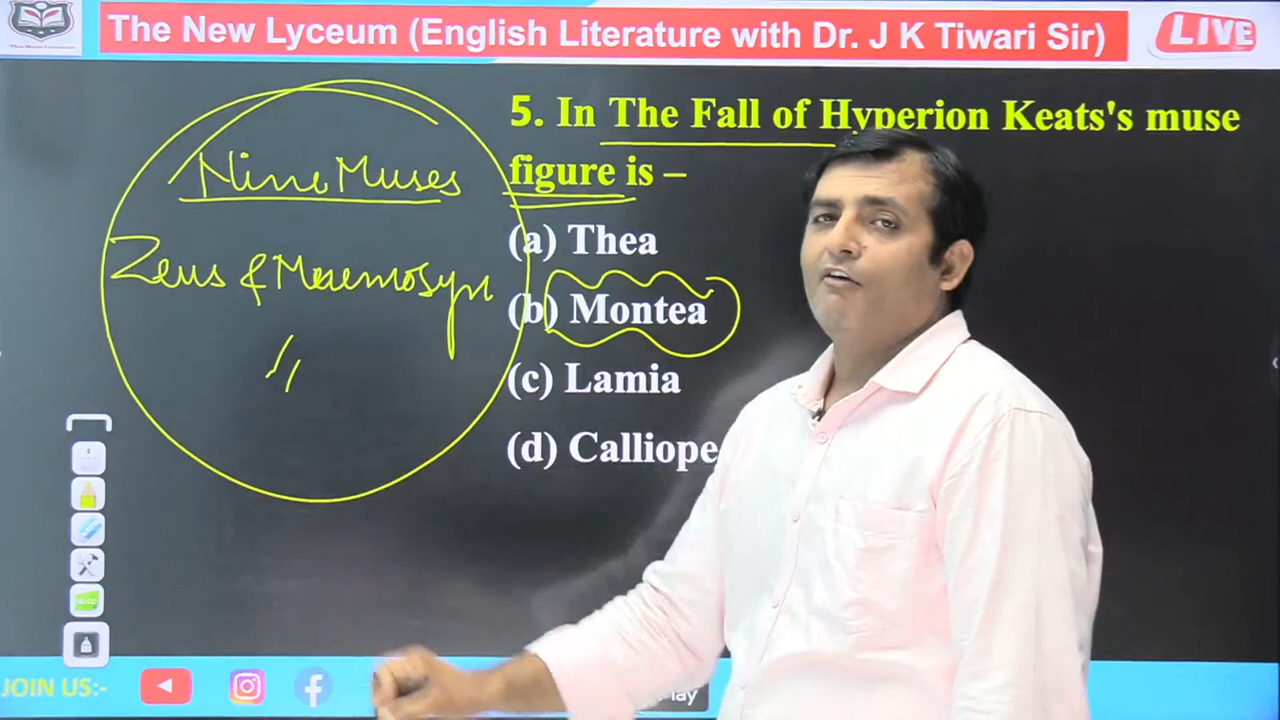 The New Lyceum (English Literature with Dr. J K Tiwari Sir)
LIVE
5. In The Fall of Hyperion Keats's muse
figure is –
(a) Thea
(b) Montea
(c) Lamia
(d) Calliope
Nine Muses
Zeus & Mnemosyn
JOIN US:-